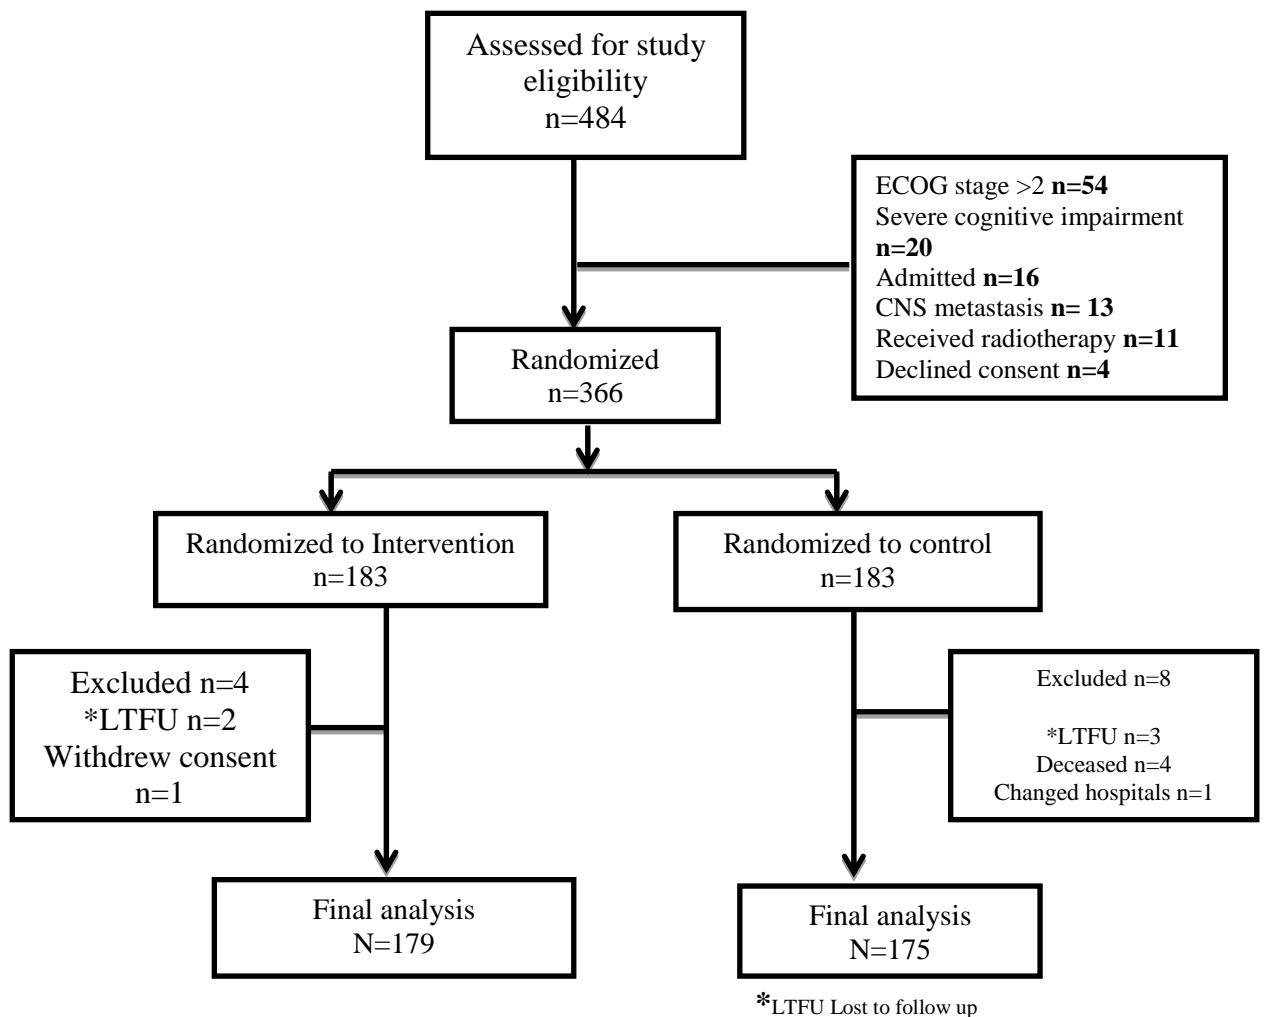 Assessed for study
eligibility
n=484
ECOG stage >2 n=54
Severe cognitive impairment
n=20
Admitted n=16
CNS metastasis n= 13
Received radiotherapy n=11
Declined consent n=4
Randomized
n=366
Randomized to Intervention
n=183
Randomized to control
n=183
Excluded n=4
*LTFU n=2
Withdrew consent
n=1
Excluded n=8
*LTFU n=3
Deceased n=4
Changed hospitals n=1
Final analysis
N=179
Final analysis
N=175
*LTFU Lost to follow up